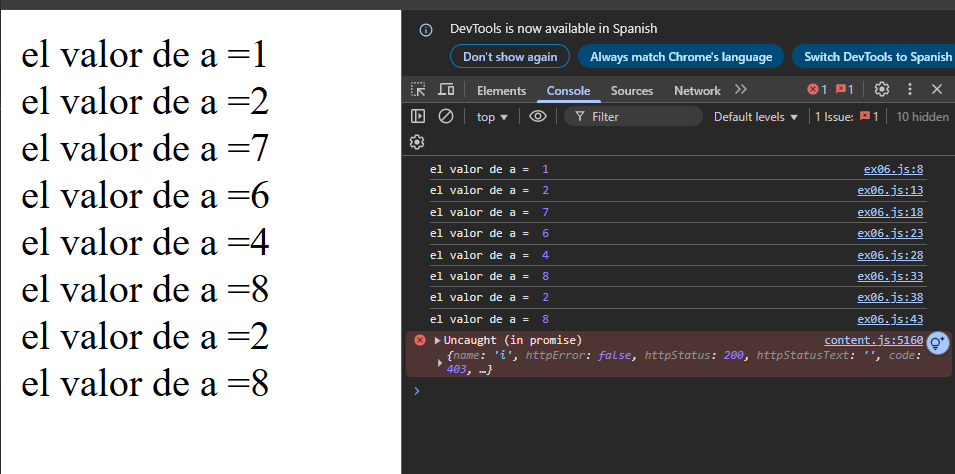 el valor de a =1
el valor de a =2
el valor de a =7
el valor de a =6
el valor de a =4
el valor de a =8
el valor de a =2
el valor de a =8
DevTools is now available in Spanish
Don't show again Always match Chrome's language Switch DevTools to Spanish
Elements Console Sources Network 1 1
top Filter Default levels 1 Issue: 1 10 hidden
el valor de a = 1 ex06.js:8
el valor de a = 2 ex06.js:13
el valor de a = 7 ex06.js:18
el valor de a = 6 ex06.js:23
el valor de a = 4 ex06.js:28
el valor de a = 8 ex06.js:33
el valor de a = 2 ex06.js:38
el valor de a = 8 ex06.js:43
Uncaught (in promise) content.js:5160
{name: 'i', httpError: false, httpStatus: 200, httpStatusText: '', code:
403, …}